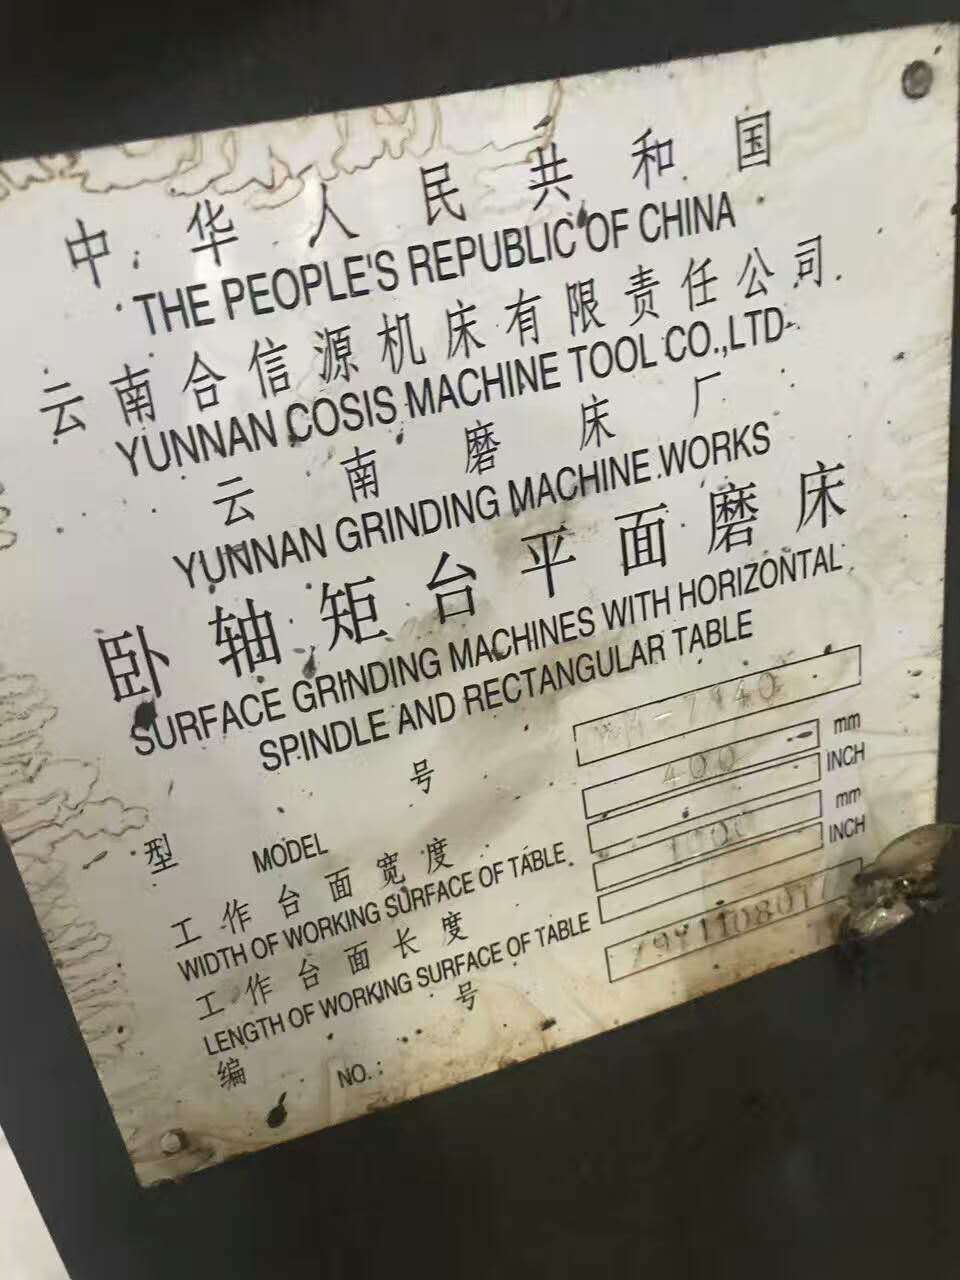 中华人民共和国
THE PEOPLE'S REPUBLIC OF CHINA
云南合信源机床有限责任公司
YUNNAN COSIS MACHINE TOOL CO.,LTD.
云南磨床厂
YUNNAN GRINDING MACHINE WORKS
卧轴矩台平面磨床
SURFACE GRINDING MACHINES WITH HORIZONTAL
SPINDLE AND RECTANGULAR TABLE
型号
MODEL
工作台面宽度 400 mm
WIDTH OF WORKING SURFACE OF TABLE INCH
工作台面长度 1000 mm
LENGTH OF WORKING SURFACE OF TABLE INCH
编号
NO.: